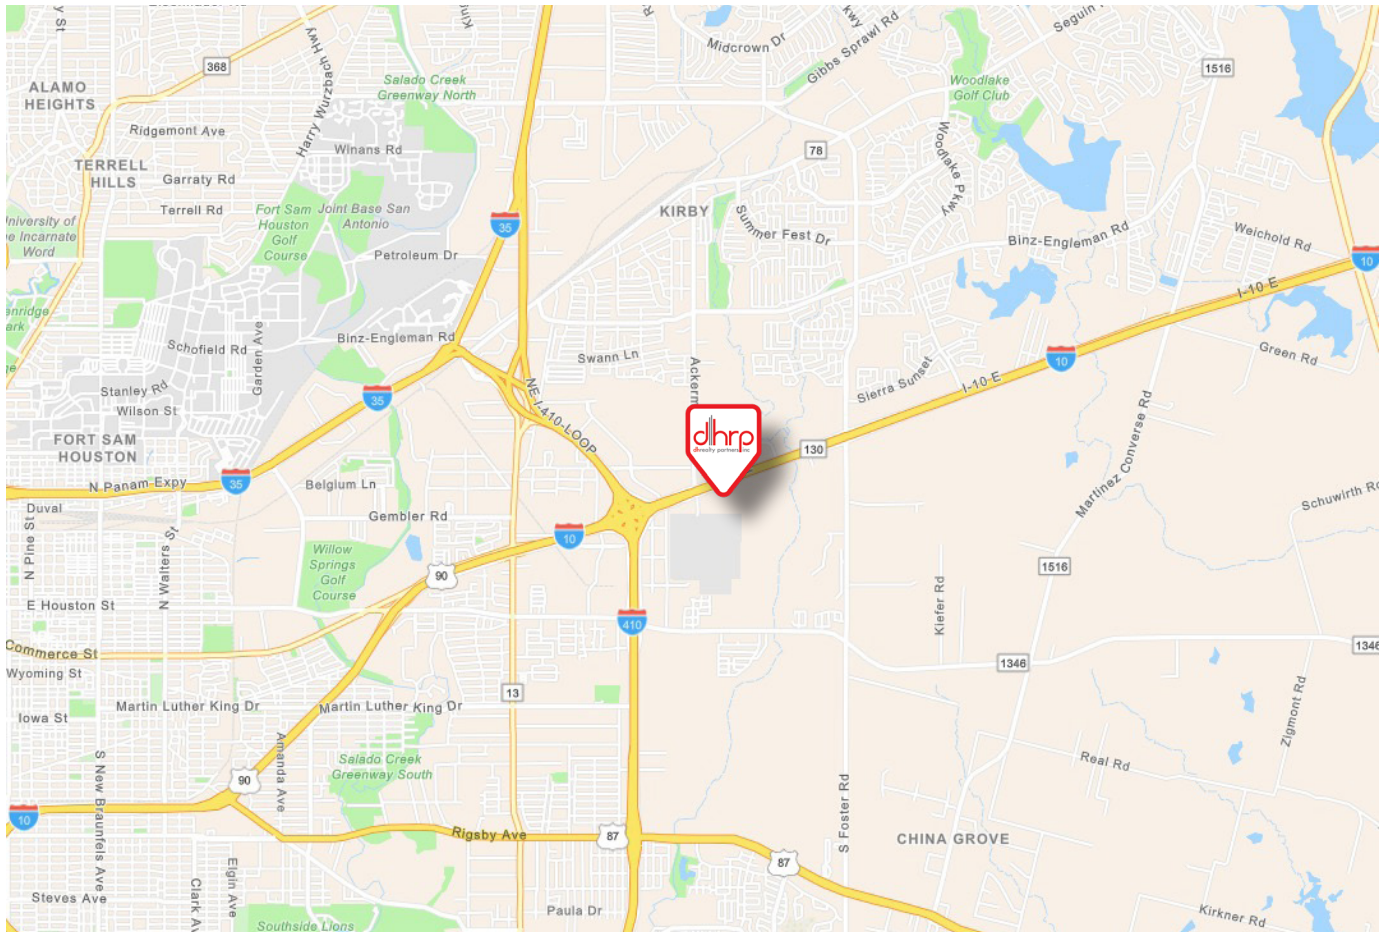 Midcrown Dr
Gibbs Sprawl Rd
Seguin
368
1516
ALAMO
HEIGHTS
Harry Wurzbach Hwy
Salado Creek
Greenway North
Woodlake
Golf Club
Ridgemont Ave
Winans Rd
78
Woodlake Pkwy
TERRELL
HILLS
Garraty Rd
Terrell Rd
Fort Sam
Houston
Golf
Course
Joint Base San
Antonio
KIRBY
Summer Fest Dr
University of
Incarnate
Word
35
Petroleum Dr
Binz-Engleman Rd
Weichold Rd
10
I-10 E
Schofield Rd
Garden Ave
Binz-Engleman Rd
Swann Ln
Green Rd
10
Stanley Rd
Wilson St
35
NE I-410-LOOP
Sierra Sunset
I-10 E
Martinez Converse Rd
FORT SAM
HOUSTON
dhrp
dhrealty partners, inc
130
N Panam Expy
35
Belgium Ln
Schuwirth Rd
Duval
N Pine St
N Walters St
Gembler Rd
10
Willow
Springs
Golf
Course
90
1516
E Houston St
Kiefer Rd
410
Commerce St
1346
1346
Wyoming St
13
Martin Luther King Dr
Martin Luther King Dr
Iowa St
Zigmont Rd
S New Braunfels Ave
Amanda Ave
Salado Creek
Greenway South
Real Rd
90
S Foster Rd
10
Rigsby Ave
87
87
CHINA GROVE
Elgin Ave
Clark Av
Steves Ave
Paula Dr
Kirkner Rd
Southside Lions